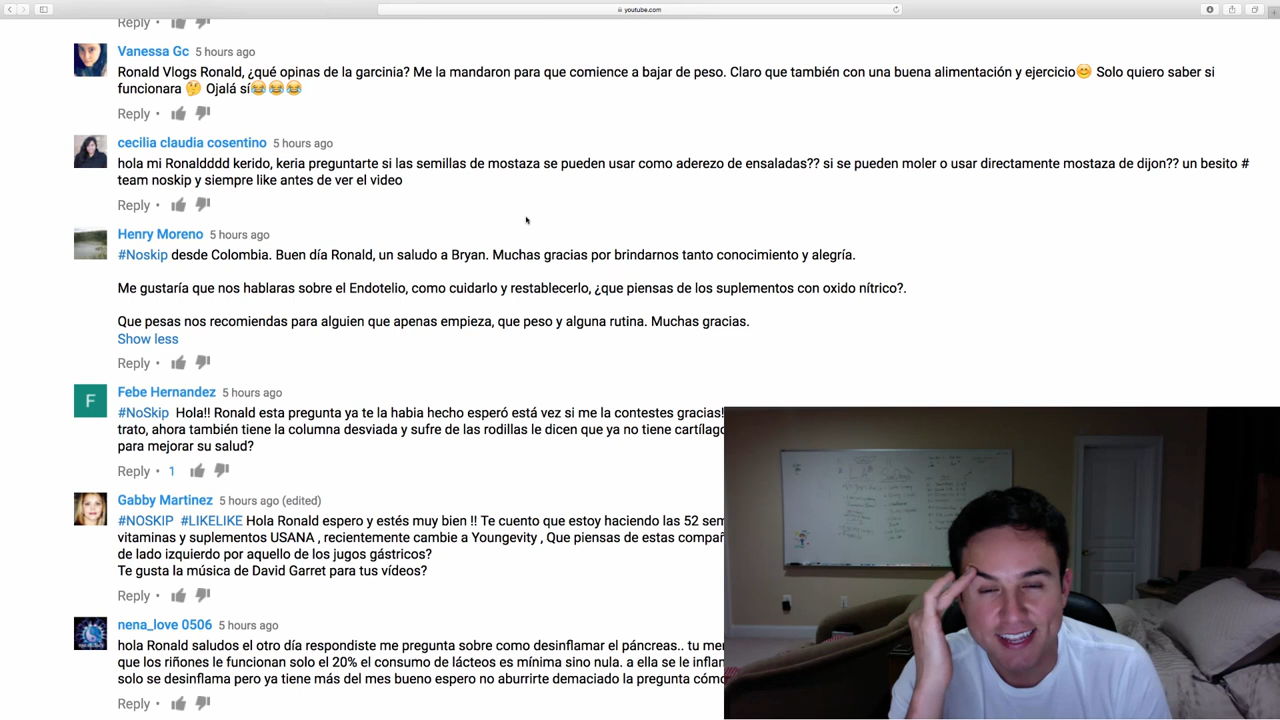 youtube.com
Reply •
Vanessa Gc 5 hours ago
Ronald Vlogs Ronald, ¿qué opinas de la garcinia? Me la mandaron para que comience a bajar de peso. Claro que también con una buena alimentación y ejercicio😊 Solo quiero saber si
funcionara 🤔 Ojalá sí😂😂😂
Reply •
cecilia claudia cosentino 5 hours ago
hola mi Ronaldddd kerido, keria preguntarte si las semillas de mostaza se pueden usar como aderezo de ensaladas?? si se pueden moler o usar directamente mostaza de dijon?? un besito #
team noskip y siempre like antes de ver el video
Reply •
Henry Moreno 5 hours ago
#Noskip desde Colombia. Buen día Ronald, un saludo a Bryan. Muchas gracias por brindarnos tanto conocimiento y alegría.
Me gustaría que nos hablaras sobre el Endotelio, como cuidarlo y restablecerlo, ¿que piensas de los suplementos con oxido nítrico?.
Que pesas nos recomiendas para alguien que apenas empieza, que peso y alguna rutina. Muchas gracias.
Show less
Reply •
F
Febe Hernandez 5 hours ago
#NoSkip Hola!! Ronald esta pregunta ya te la habia hecho esperó está vez si me la contestes gracias!
trato, ahora también tiene la columna desviada y sufre de las rodillas le dicen que ya no tiene cartílago
para mejorar su salud?
Reply • 1
Gabby Martinez 5 hours ago (edited)
#NOSKIP #LIKELIKE Hola Ronald espero y estés muy bien !! Te cuento que estoy haciendo las 52 sem
vitaminas y suplementos USANA , recientemente cambie a Youngevity , Que piensas de estas compañ
de lado izquierdo por aquello de los jugos gástricos?
Te gusta la música de David Garret para tus vídeos?
Reply •
nena_love 0506 5 hours ago
hola Ronald saludos el otro día respondiste me pregunta sobre como desinflamar el páncreas.. tu me
que los riñones le funcionan solo el 20% el consumo de lácteos es mínima sino nula. a ella se le inflan
solo se desinflama pero ya tiene más del mes bueno espero no aburrirte demaciado la pregunta cómo
Reply •